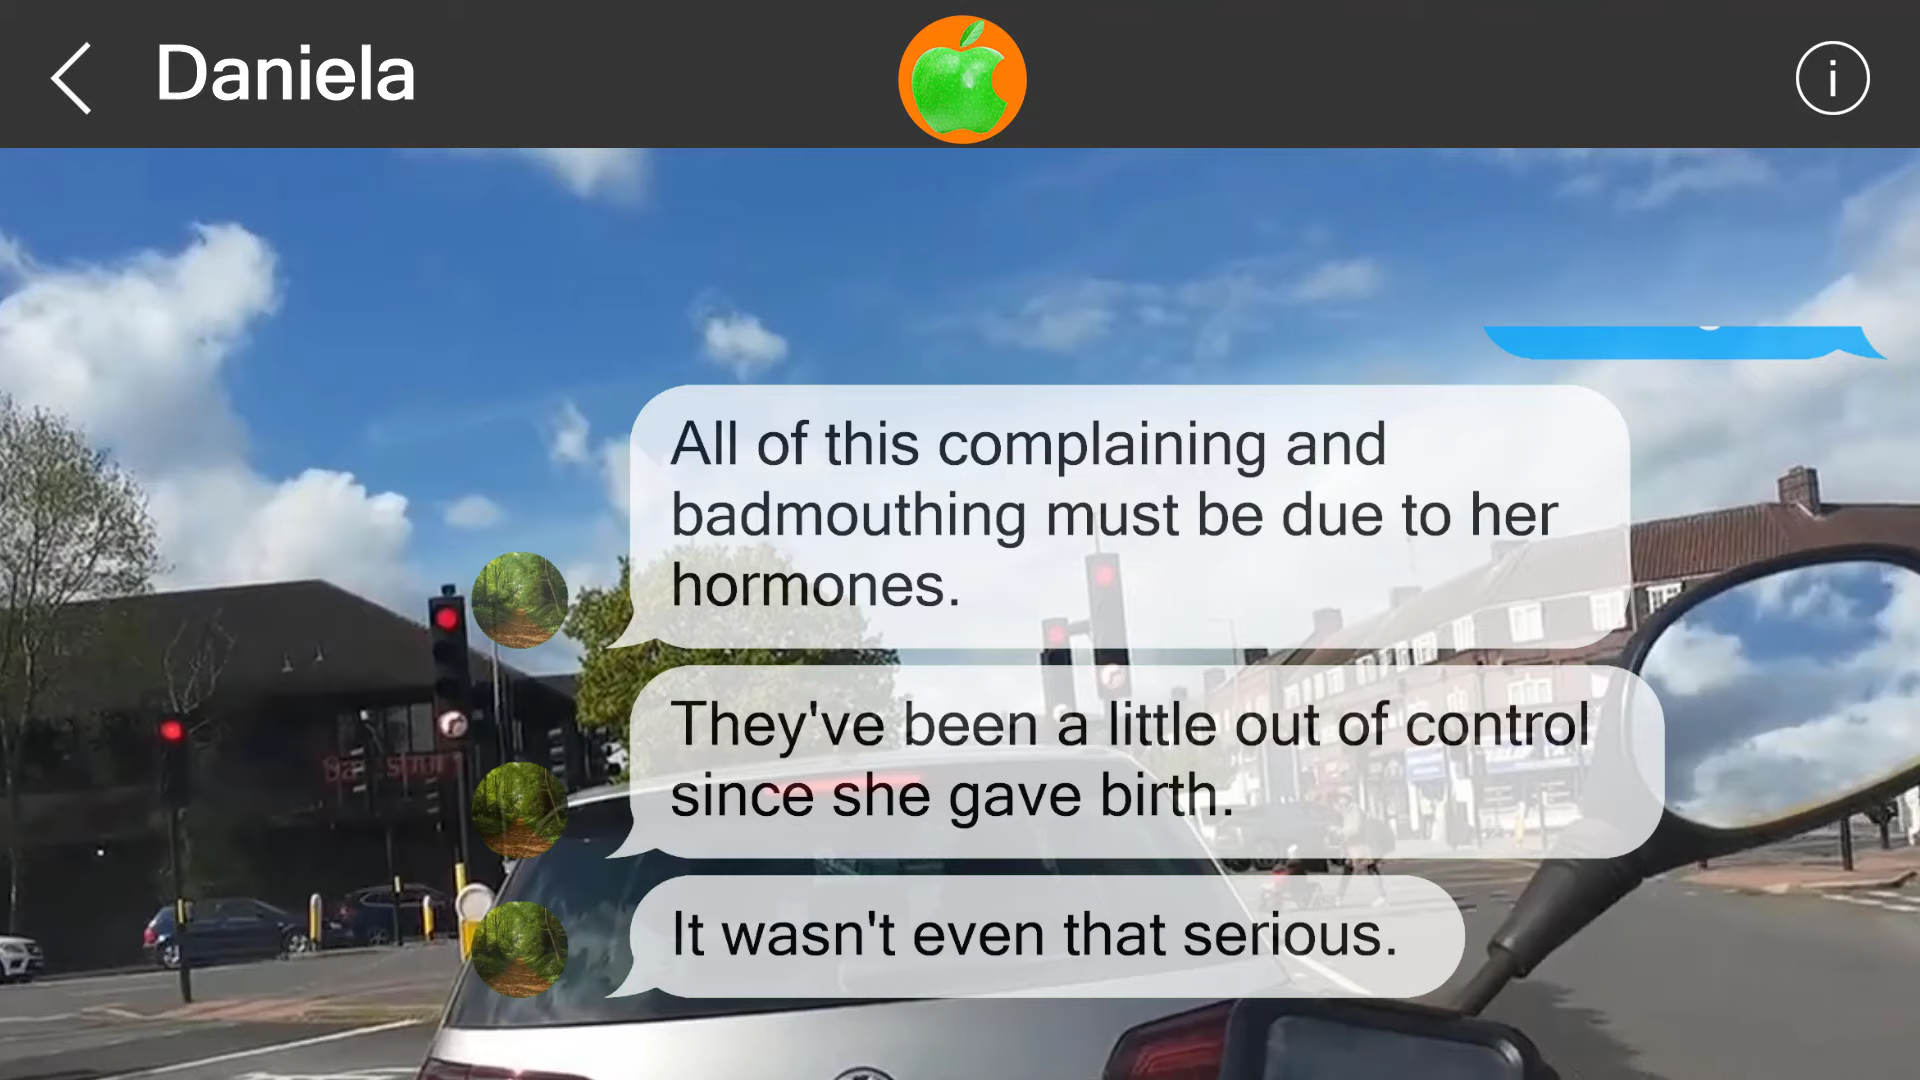 Daniela
All of this complaining and
badmouthing must be due to her
hormones.
They've been a little out of control
since she gave birth.
It wasn't even that serious.